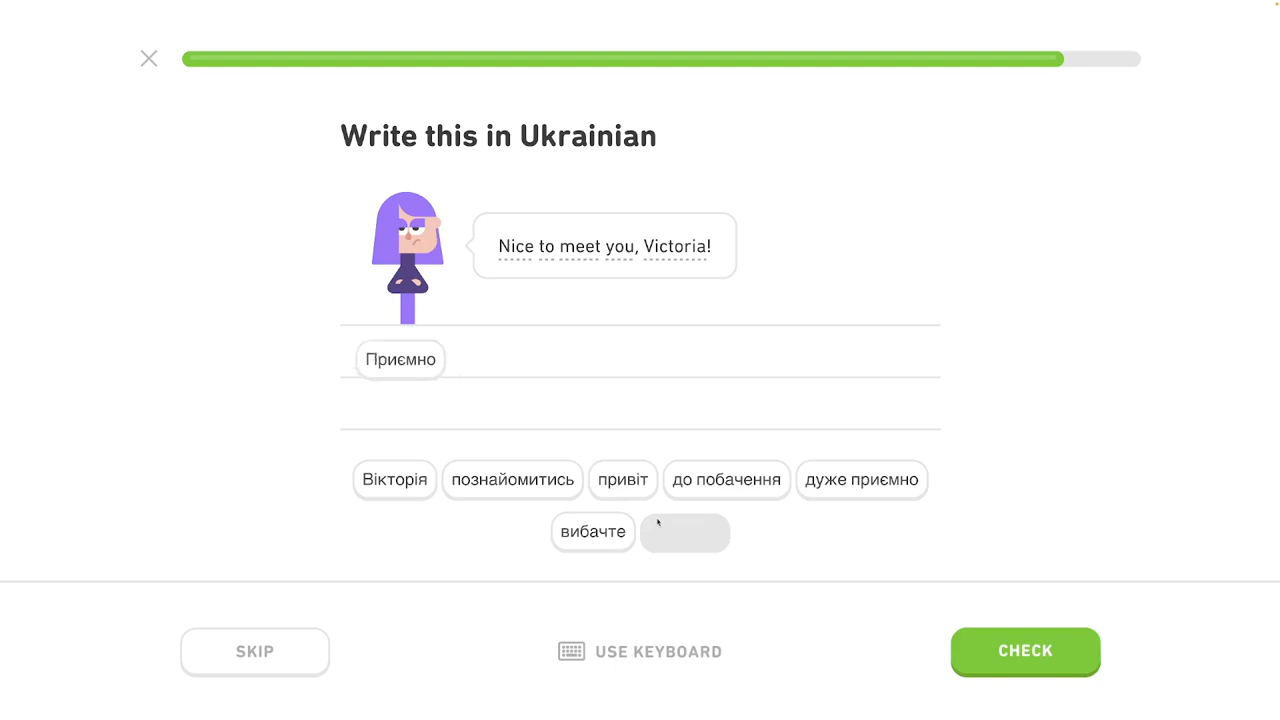 Write this in Ukrainian
Nice to meet you, Victoria!
Приємно
Вікторія познайомитись привіт до побачення дуже приємно
вибачте
SKIP USE KEYBOARD CHECK